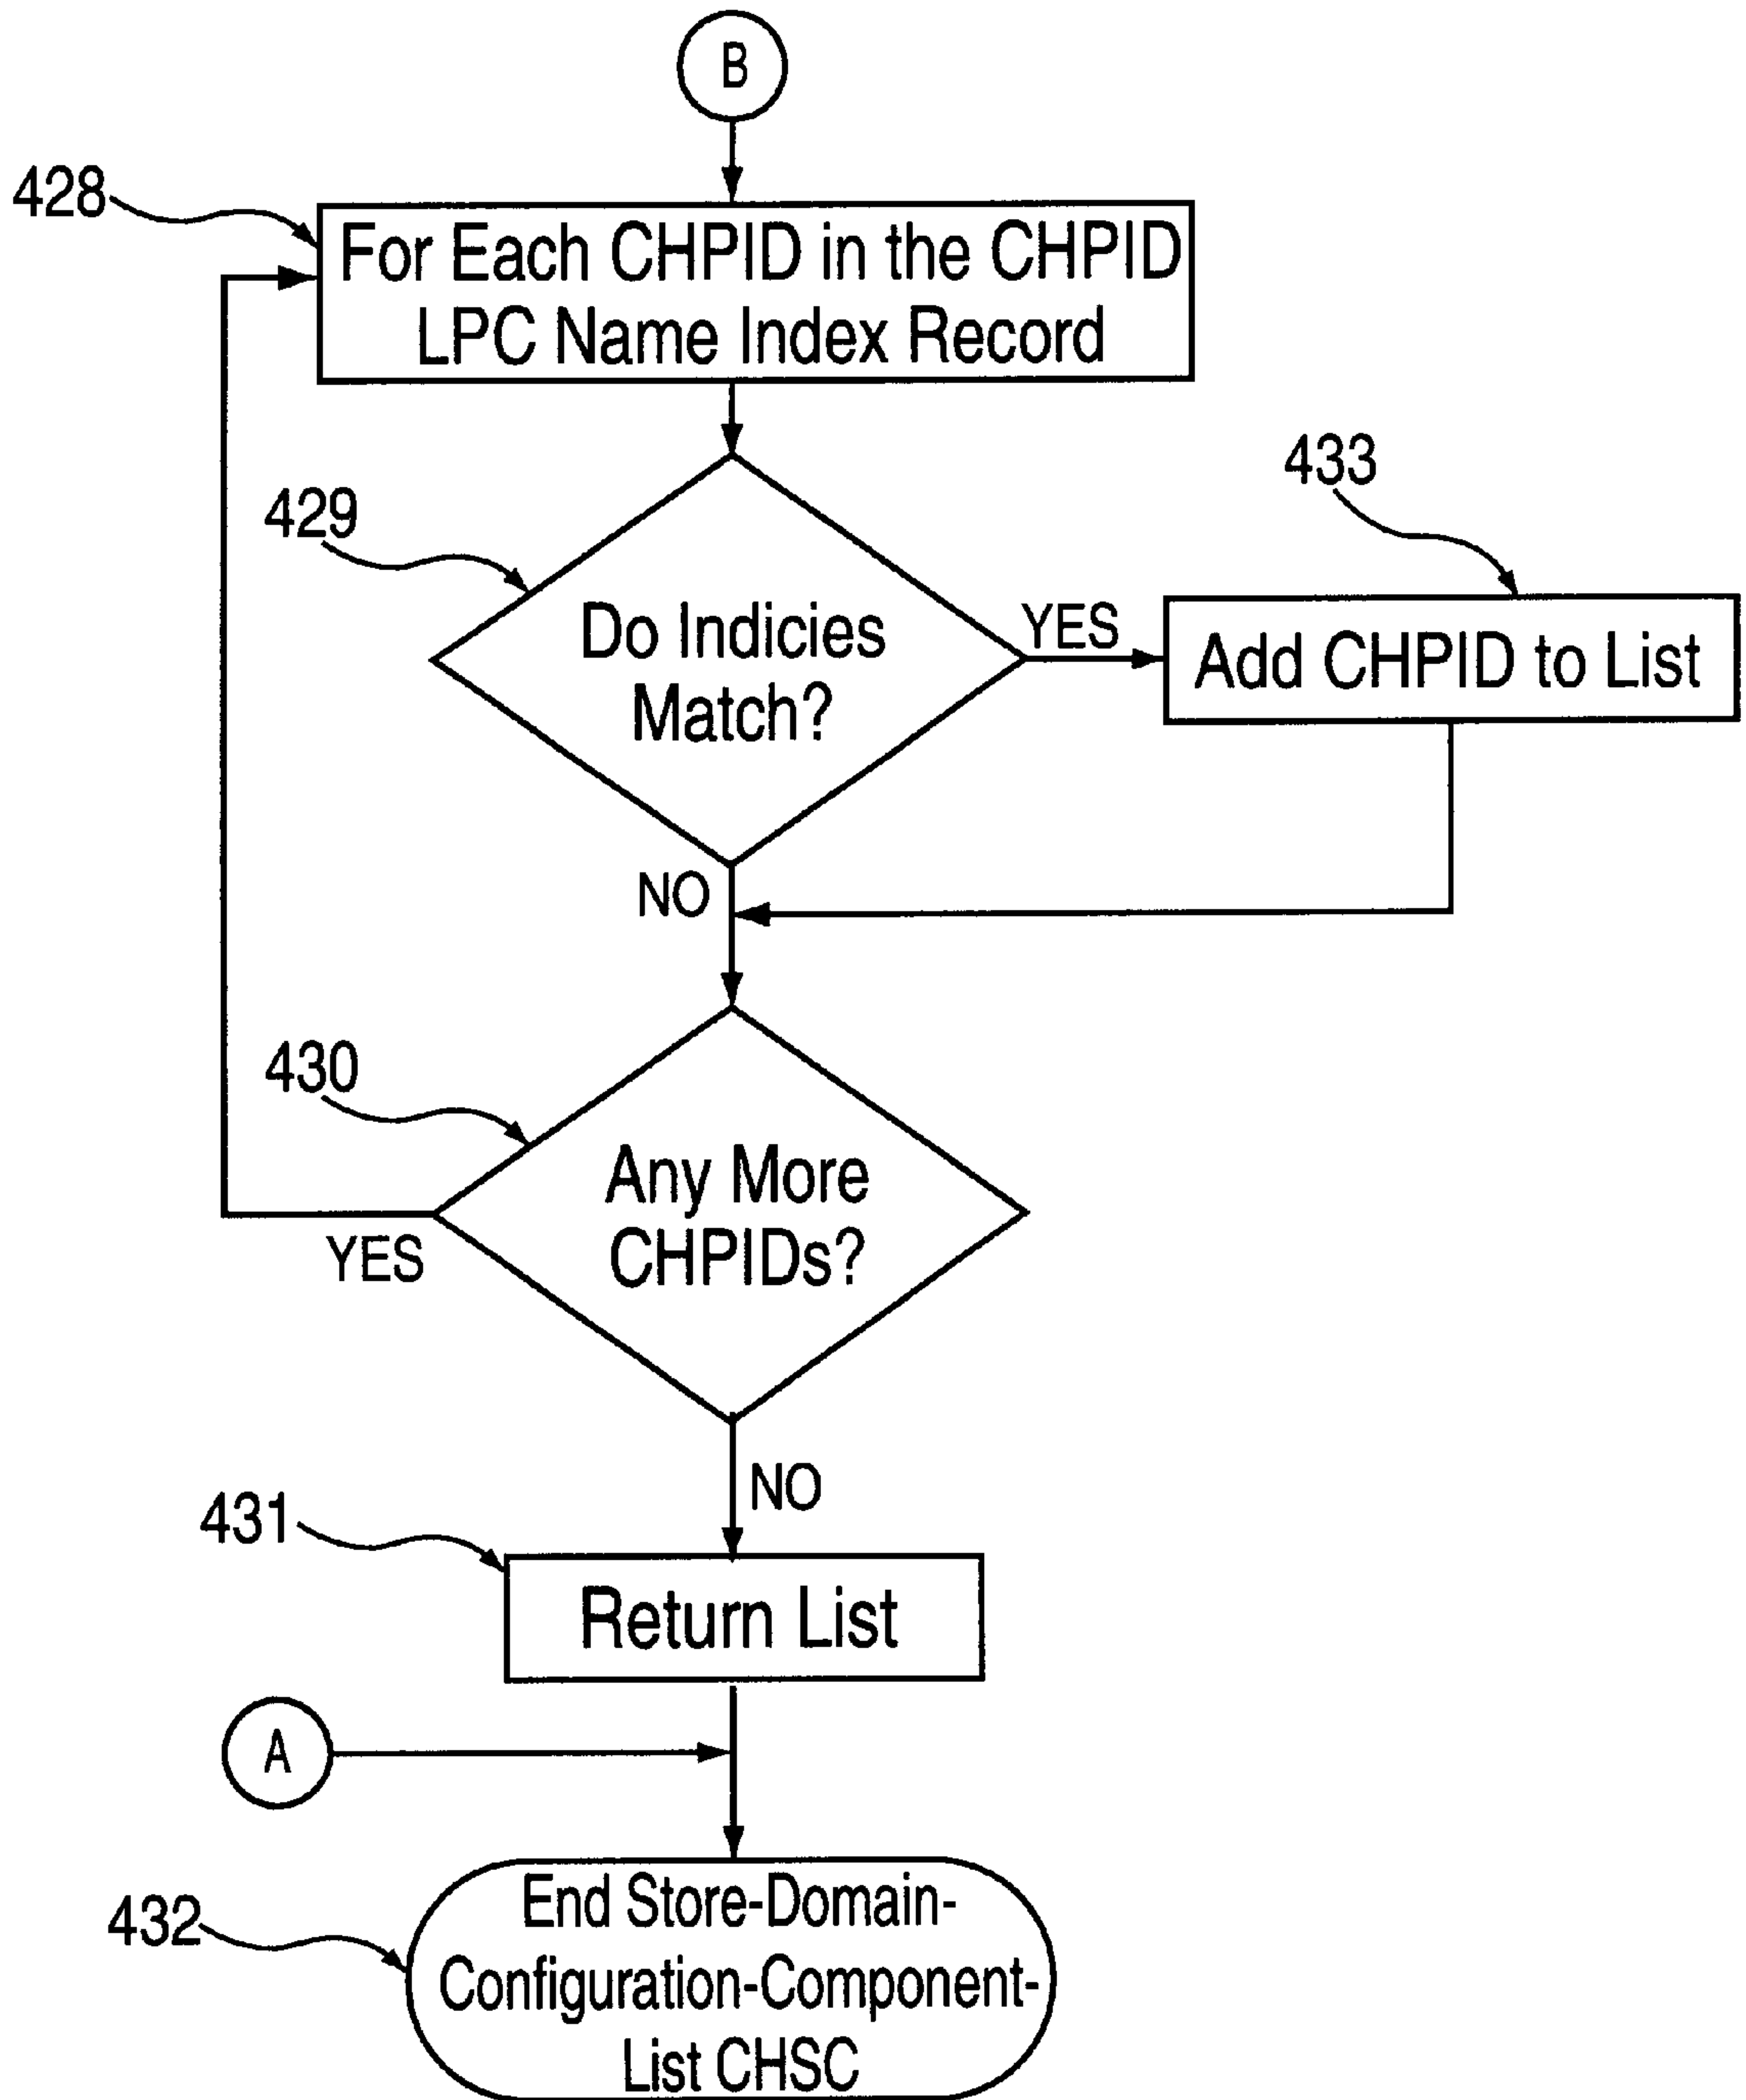 B
428
For Each CHPID in the CHPID
LPC Name Index Record
433
429
Do Indicies
Match?
YES
Add CHPID to List
NO
430
Any More
CHPIDs?
YES
NO
431
Return List
A
432
End Store-Domain-
Configuration-Component-
List CHSC